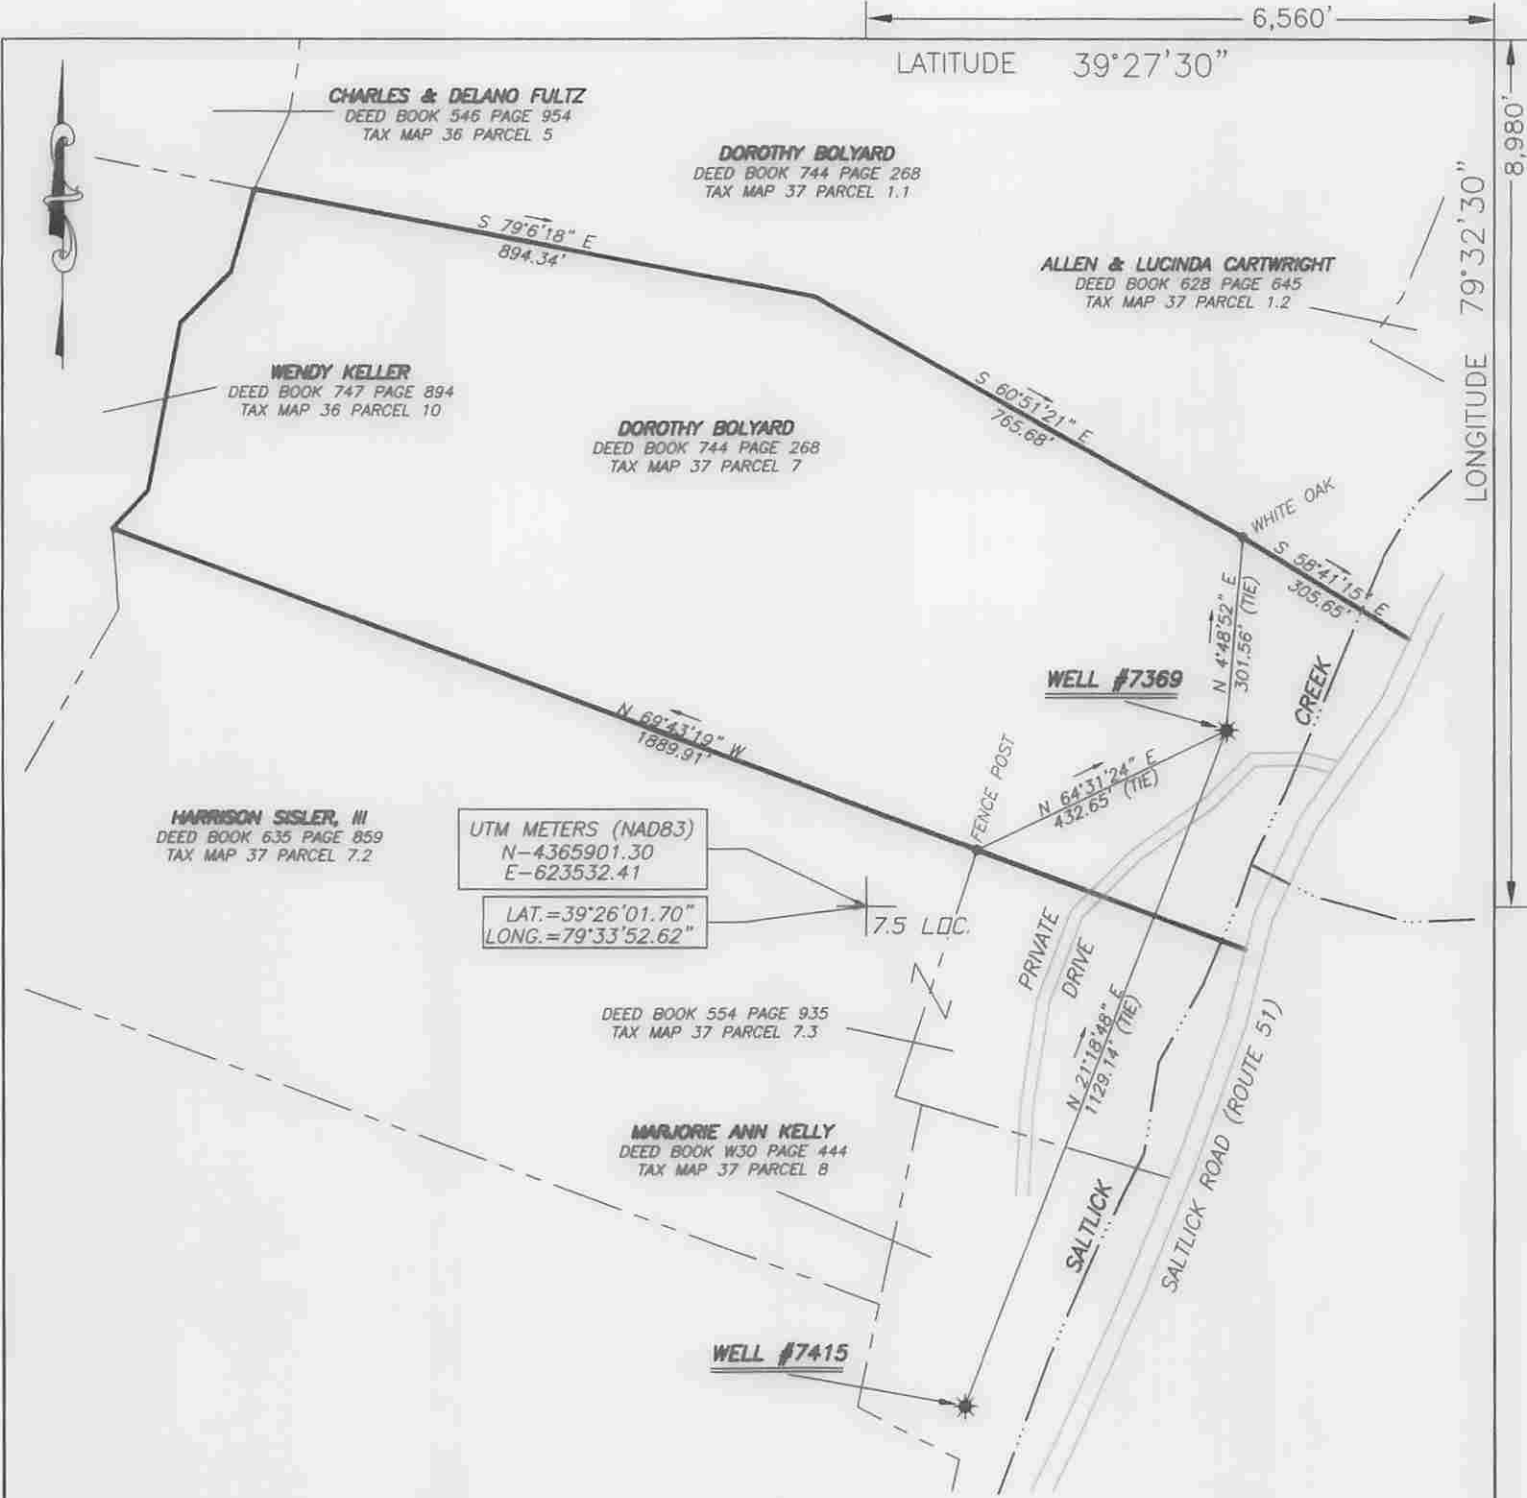 6,560'
LATITUDE 39°27'30"
8,980'
LONGITUDE 79°32'30"
CHARLES & DELANO FULTZ
DEED BOOK 546 PAGE 954
TAX MAP 36 PARCEL 5
DOROTHY BOLYARD
DEED BOOK 744 PAGE 268
TAX MAP 37 PARCEL 1.1
S 79°6'18" E
894.34'
ALLEN & LUCINDA CARTWRIGHT
DEED BOOK 628 PAGE 645
TAX MAP 37 PARCEL 1.2
WENDY KELLER
DEED BOOK 747 PAGE 894
TAX MAP 36 PARCEL 10
DOROTHY BOLYARD
DEED BOOK 744 PAGE 268
TAX MAP 37 PARCEL 7
S 60°51'21" E
765.68'
WHITE OAK
S 58°41'15" E
305.65'
N 4°48'52" E
301.56' (TIE)
WELL #7369
CREEK
N 69°43'19" W
1889.91'
FENCE POST
N 64°31'24" E
432.65' (TIE)
HARRISON SISLER, III
DEED BOOK 635 PAGE 859
TAX MAP 37 PARCEL 7.2
UTM METERS (NAD83)
N-4365901.30
E-623532.41
LAT.=39°26'01.70"
LONG.=79°33'52.62"
7.5 LOC.
PRIVATE
DRIVE
DEED BOOK 554 PAGE 935
TAX MAP 37 PARCEL 7.3
N 21°18'48" E
1129.14' (TIE)
SALTLICK ROAD (ROUTE 51)
MARJORIE ANN KELLY
DEED BOOK W30 PAGE 444
TAX MAP 37 PARCEL 8
SALTLICK
WELL #7415